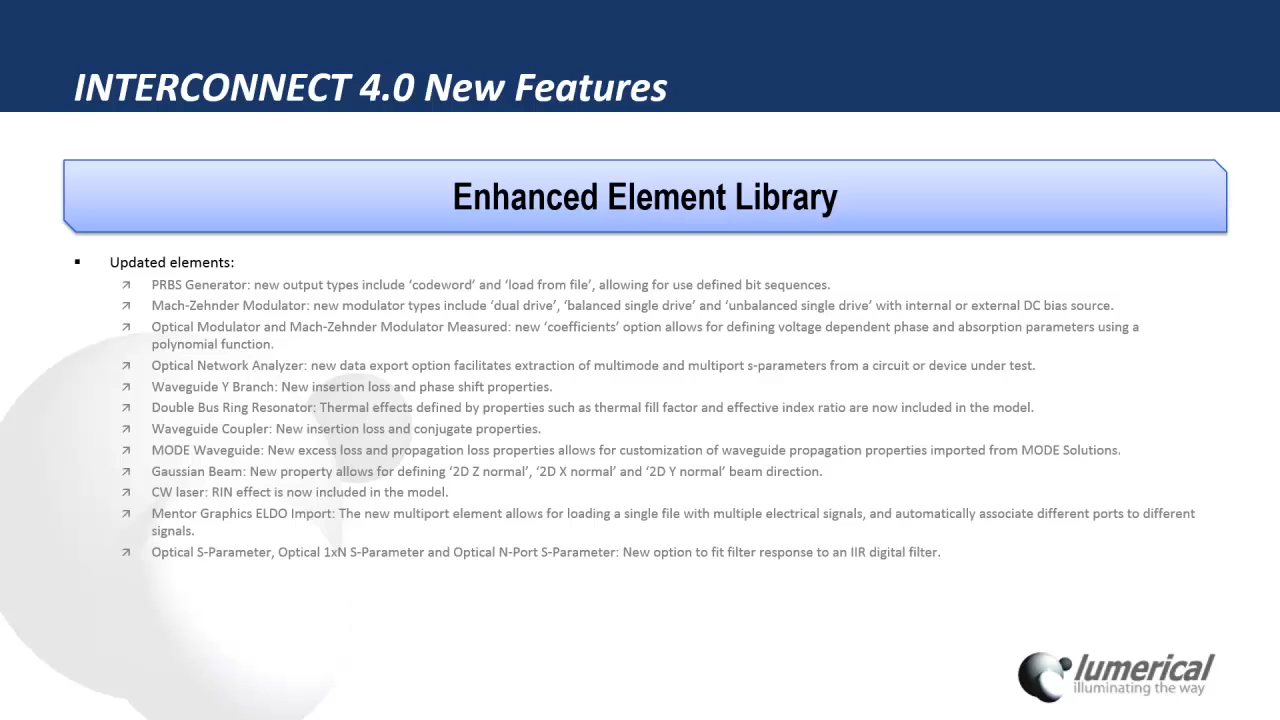 INTERCONNECT 4.0 New Features
Enhanced Element Library
▪ Updated elements:
↗ PRBS Generator: new output types include ‘codeword’ and ‘load from file’, allowing for use defined bit sequences.
↗ Mach-Zehnder Modulator: new modulator types include ‘dual drive’, ‘balanced single drive’ and ‘unbalanced single drive’ with internal or external DC bias source.
↗ Optical Modulator and Mach-Zehnder Modulator Measured: new ‘coefficients’ option allows for defining voltage dependent phase and absorption parameters using a
polynomial function.
↗ Optical Network Analyzer: new data export option facilitates extraction of multimode and multiport s-parameters from a circuit or device under test.
↗ Waveguide Y Branch: New insertion loss and phase shift properties.
↗ Double Bus Ring Resonator: Thermal effects defined by properties such as thermal fill factor and effective index ratio are now included in the model.
↗ Waveguide Coupler: New insertion loss and conjugate properties.
↗ MODE Waveguide: New excess loss and propagation loss properties allows for customization of waveguide propagation properties imported from MODE Solutions.
↗ Gaussian Beam: New property allows for defining ‘2D Z normal’, ‘2D X normal’ and ‘2D Y normal’ beam direction.
↗ CW laser: RIN effect is now included in the model.
↗ Mentor Graphics ELDO Import: The new multiport element allows for loading a single file with multiple electrical signals, and automatically associate different ports to different
signals.
↗ Optical S-Parameter, Optical 1xN S-Parameter and Optical N-Port S-Parameter: New option to fit filter response to an IIR digital filter.
lumerical
illuminating the way